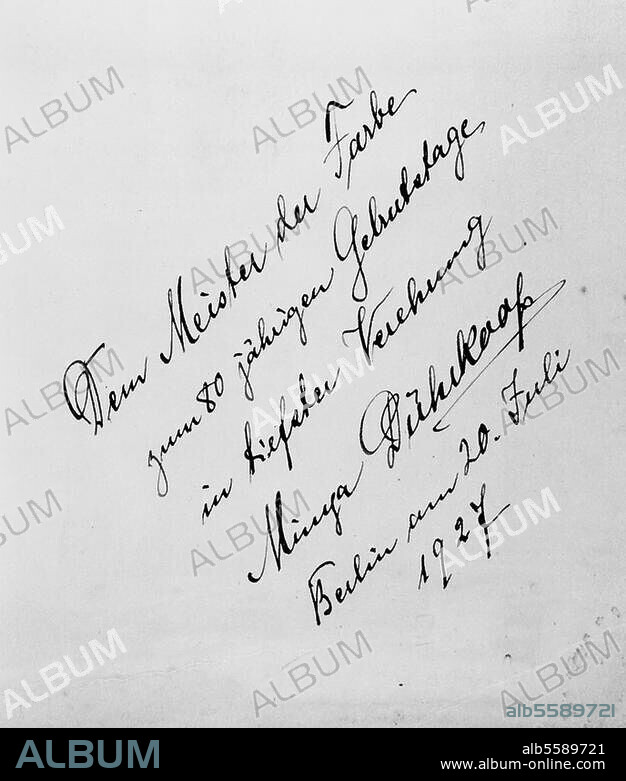 Dem Meister der Farbe
zum 80 jährigen Geburtstage
in tiefster Verehrung
Minya Dührkoop
Berlin am 20. Juli
1927
alb5589721
ALBUM
alb5589721
www.album-online.com